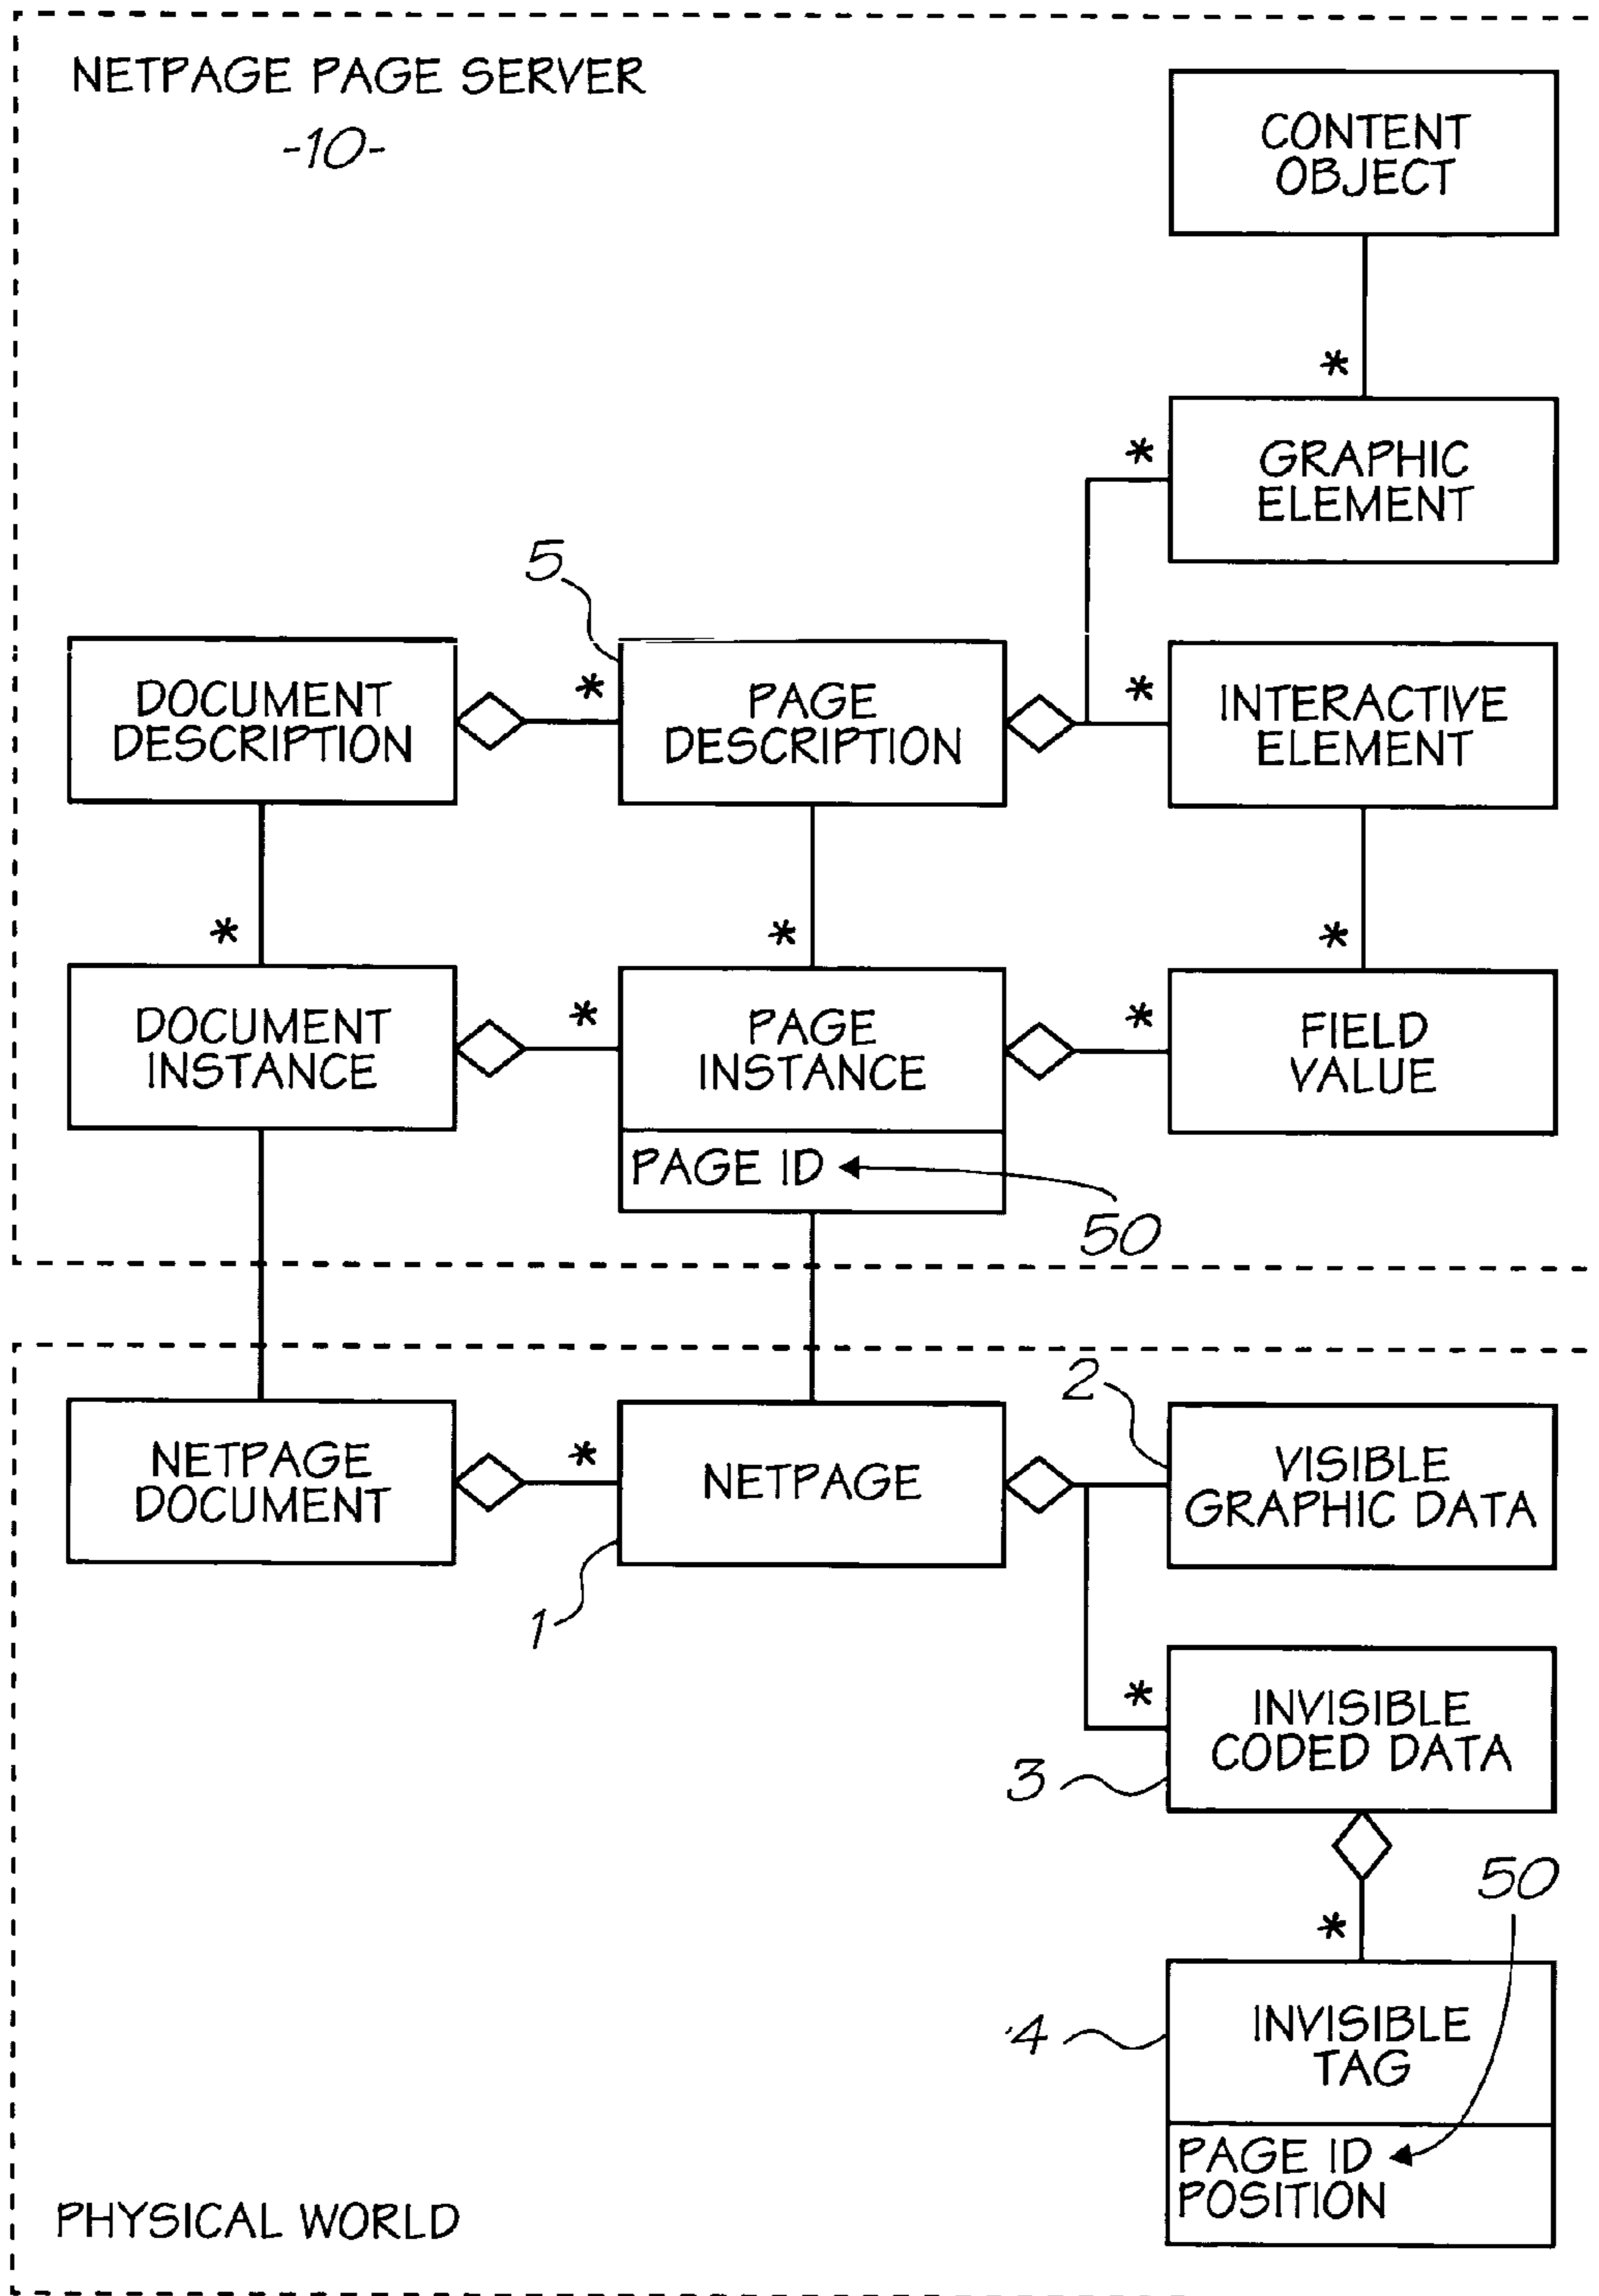 NETPAGE PAGE SERVER
-10-
CONTENT
OBJECT
*
*
GRAPHIC
ELEMENT
5
DOCUMENT
DESCRIPTION
*
PAGE
DESCRIPTION
*
INTERACTIVE
ELEMENT
*
*
*
DOCUMENT
INSTANCE
*
PAGE
INSTANCE
*
FIELD
VALUE
PAGE ID
50
2
NETPAGE
DOCUMENT
*
NETPAGE
VISIBLE
GRAPHIC DATA
1
*
INVISIBLE
CODED DATA
3
50
*
4
INVISIBLE
TAG
PAGE ID
POSITION
PHYSICAL WORLD